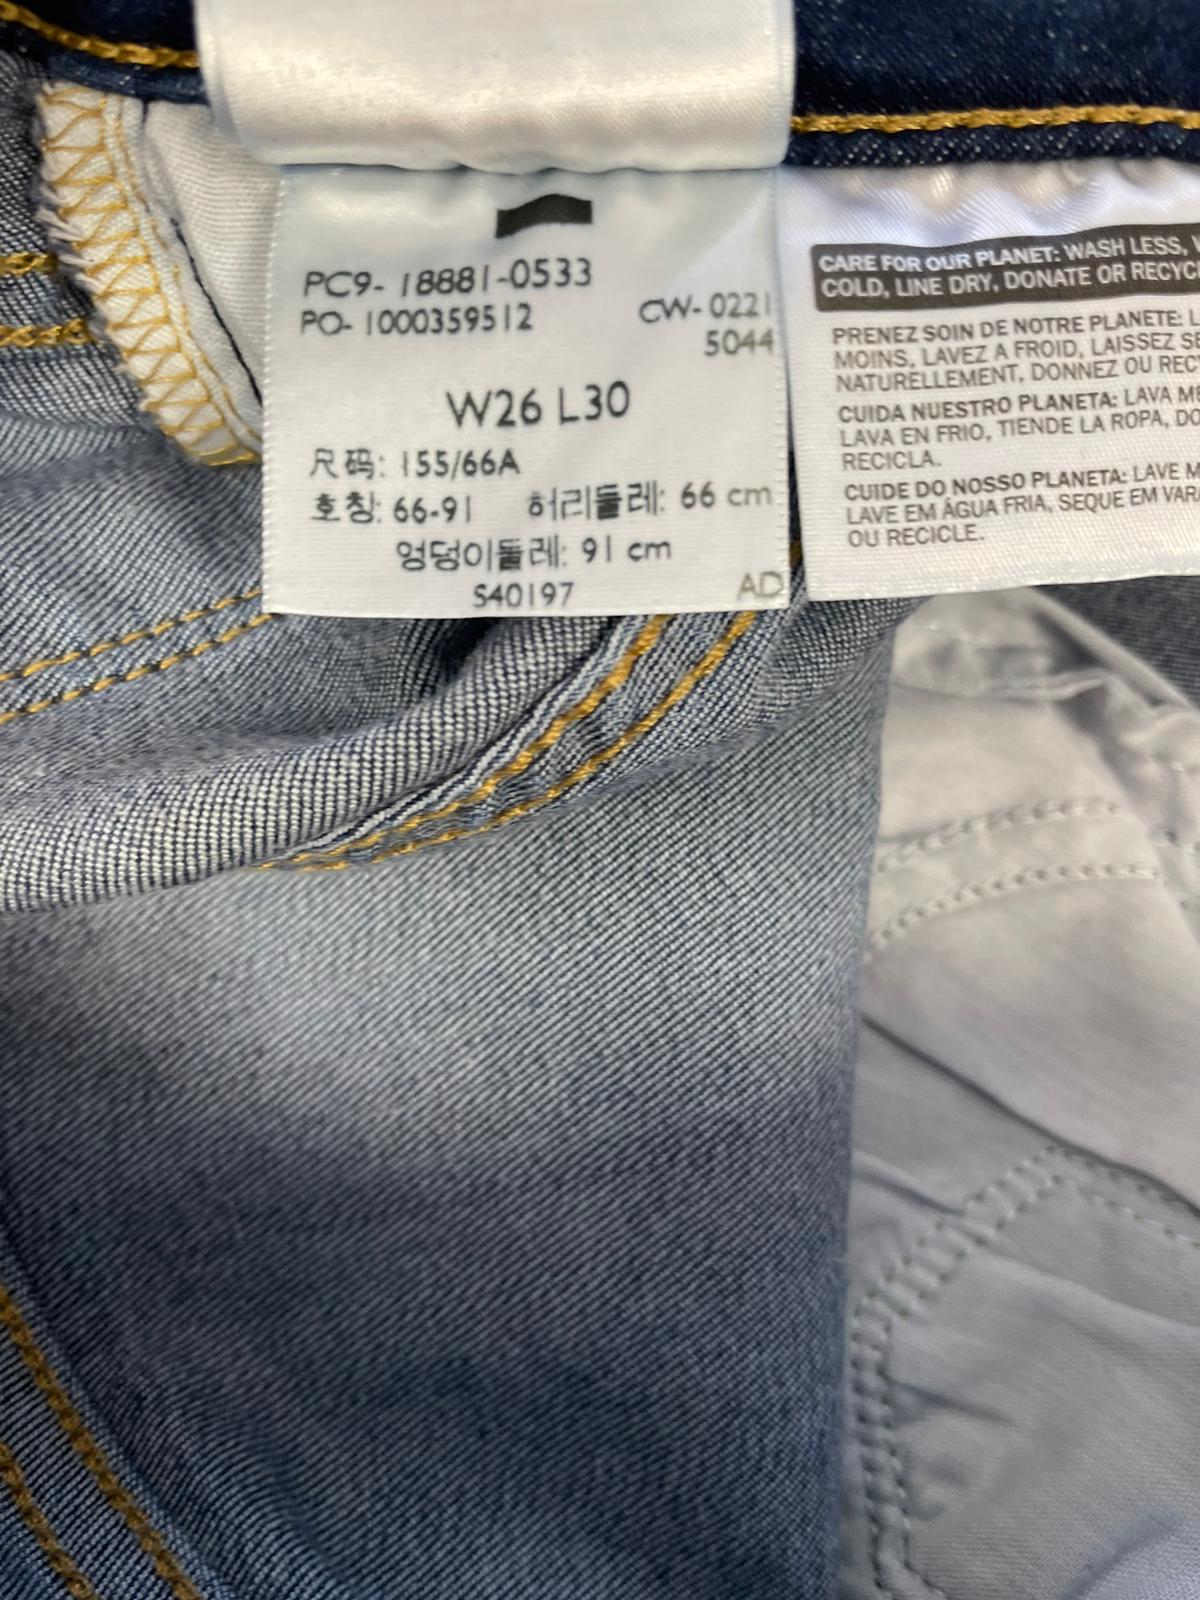 PC9- 18881-0533
PO- 1000359512
CW- 0221
5044
W26 L30
尺码: 155/66A
호칭: 66-91 허리둘레: 66 cm
엉덩이둘레: 91 cm
S40197
AD
CARE FOR OUR PLANET: WASH LESS,
COLD, LINE DRY, DONATE OR
PRENEZ SOIN DE NOTRE PLANETE:
MOINS, LAVEZ A FROID, LAISSEZ
NATURELLEMENT, DONNEZ OU
CUIDA NUESTRO PLANETA: LAVA
LAVA EN FRIO, TIENDE LA ROPA,
RECICLA.
CUIDE DO NOSSO PLANETA: LAVE
LAVE EM ÁGUA FRIA, SEQUE EM
OU RECICLE.